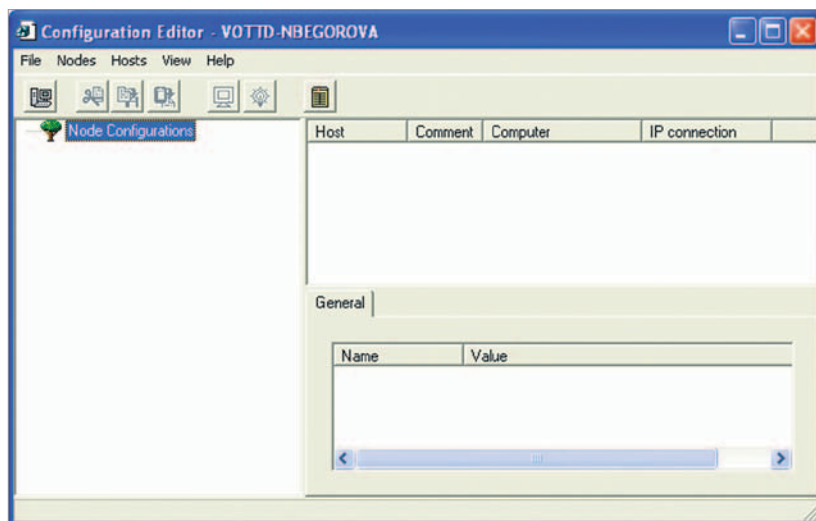 Configuration Editor - VOTTD-NBEGOROVA
File Nodes Hosts View Help
Node Configurations
Host Comment Computer IP connection
General
Name Value